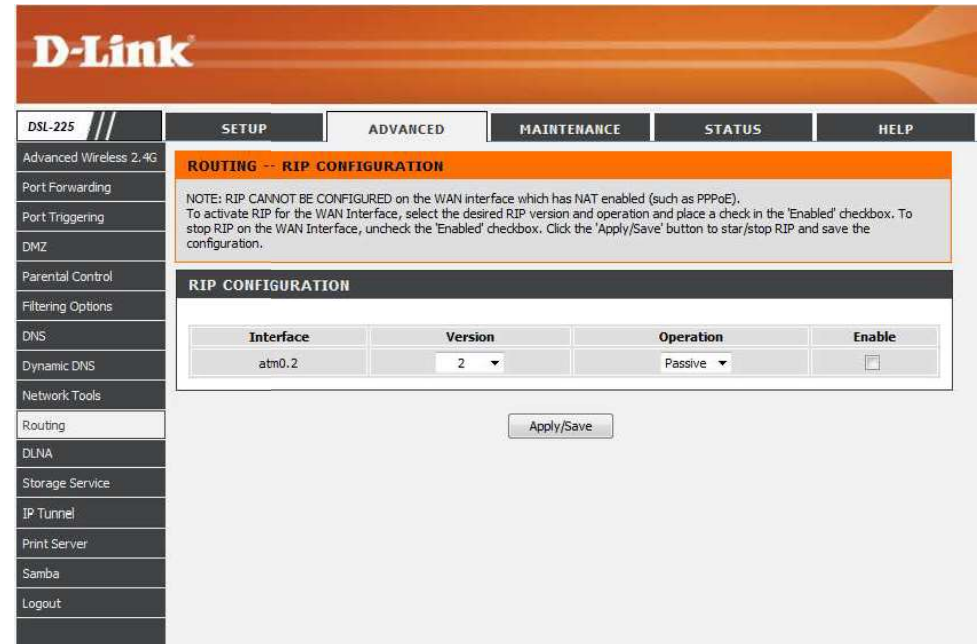 D-Link
DSL-225
SETUP
ADVANCED
MAINTENANCE
STATUS
HELP
Advanced Wireless 2.4G
Port Forwarding
Port Triggering
DMZ
Parental Control
Filtering Options
DNS
Dynamic DNS
Network Tools
Routing
DLNA
Storage Service
IP Tunnel
Print Server
Samba
Logout
ROUTING -- RIP CONFIGURATION
NOTE: RIP CANNOT BE CONFIGURED on the WAN interface which has NAT enabled (such as PPPoE).
To activate RIP for the WAN Interface, select the desired RIP version and operation and place a check in the 'Enabled' checkbox. To
stop RIP on the WAN Interface, uncheck the 'Enabled' checkbox. Click the 'Apply/Save' button to star/stop RIP and save the
configuration.
RIP CONFIGURATION
Interface Version Operation Enable
atm0.2 2 Passive
Apply/Save